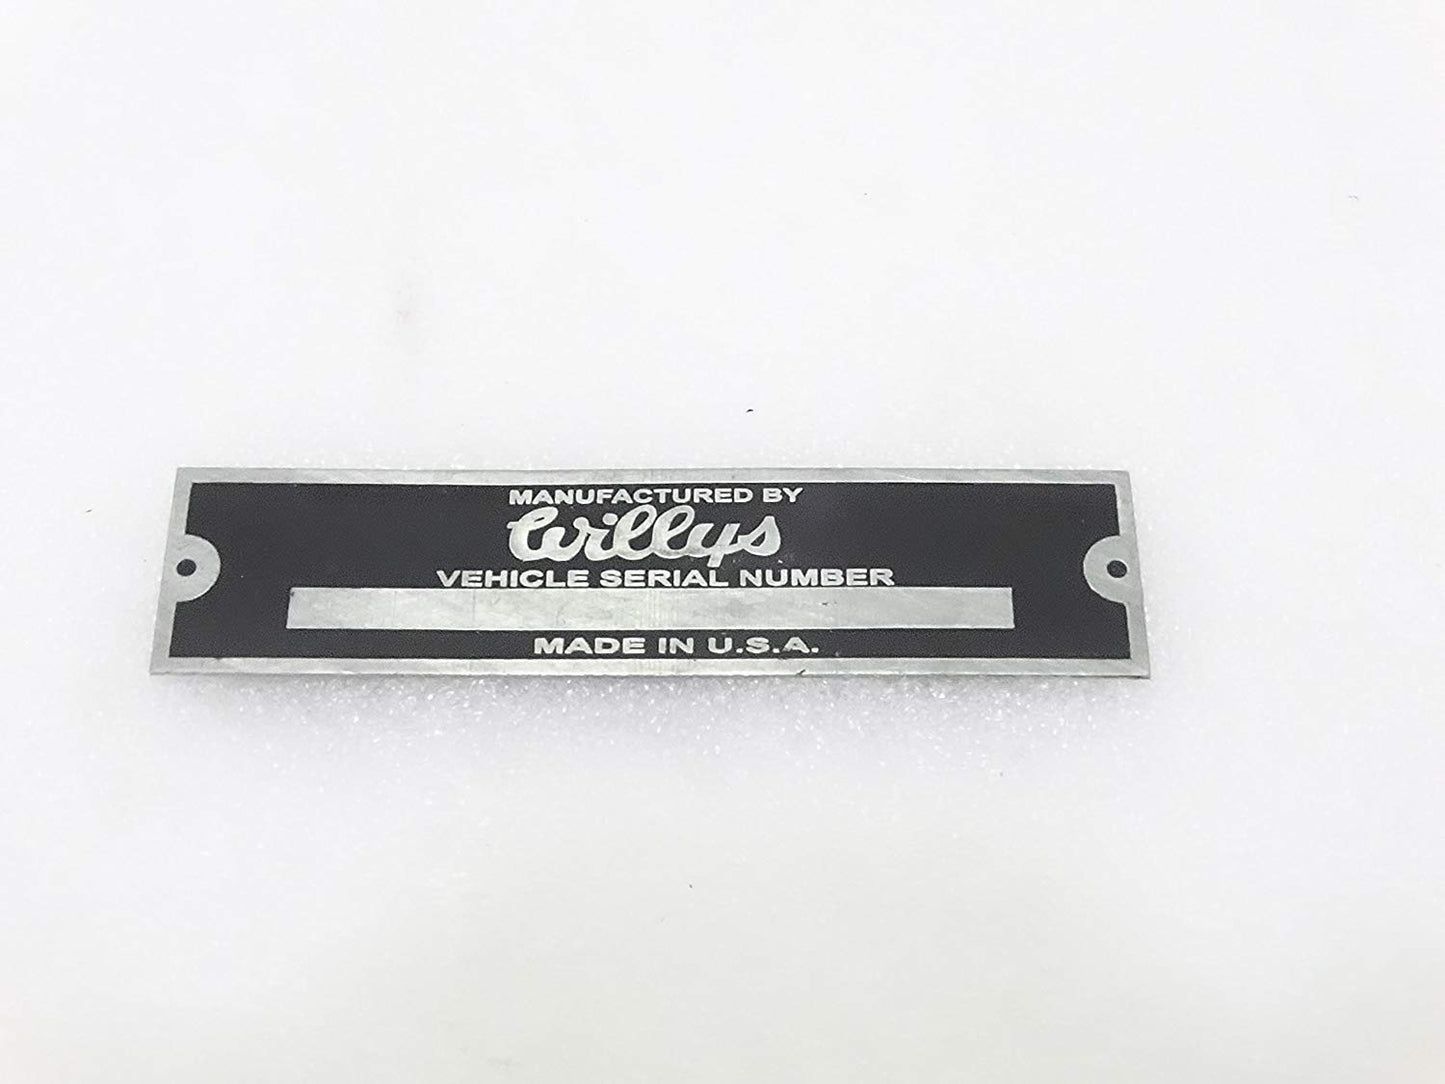 MANUFACTURED BY
Willys
VEHICLE SERIAL NUMBER
MADE IN U.S.A.